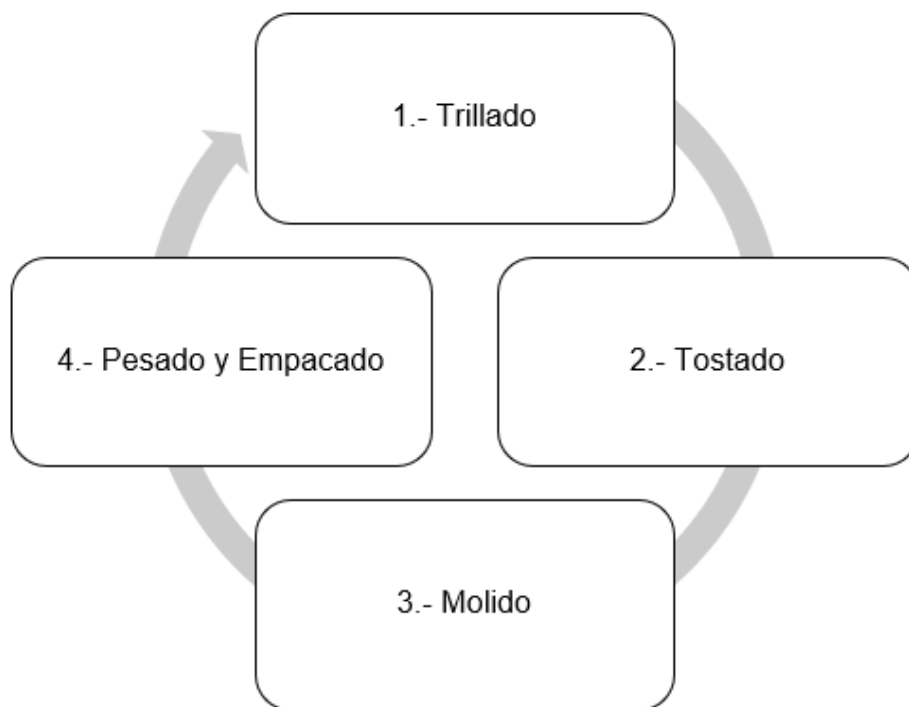 1.- Trillado
2.- Tostado
3.- Molido
4.- Pesado y Empacado